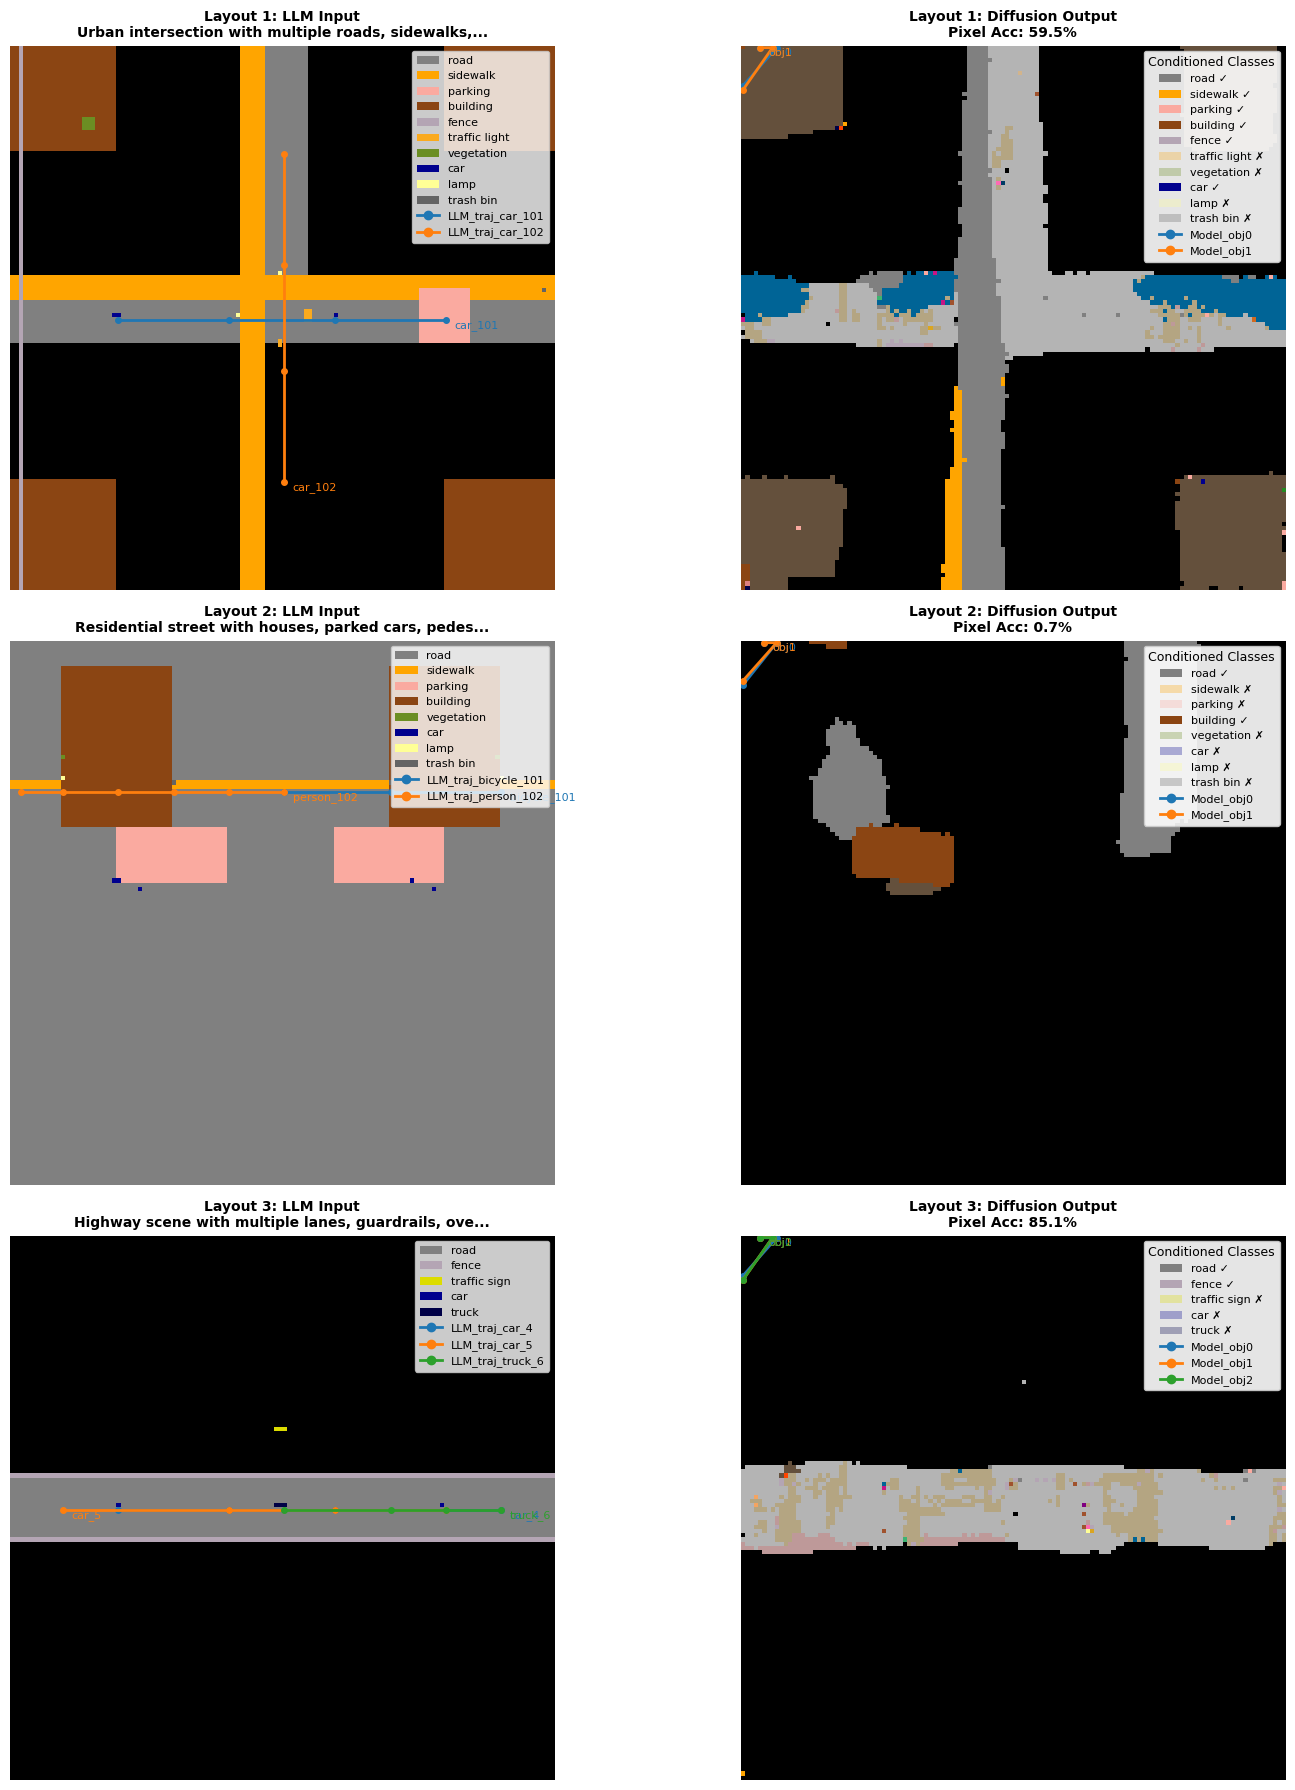 Layout 1: LLM Input
Urban intersection with multiple roads, sidewalks,...
road
sidewalk
parking
building
fence
traffic light
vegetation
car
lamp
trash bin
LLM_traj_car_101
LLM_traj_car_102
car_101
car_102
Layout 1: Diffusion Output
Pixel Acc: 59.5%
obj1
Conditioned Classes
road ✓
sidewalk ✓
parking ✓
building ✓
fence ✓
traffic light ✗
vegetation ✗
car ✓
lamp ✗
trash bin ✗
Model_obj0
Model_obj1
Layout 2: LLM Input
Residential street with houses, parked cars, pedes...
road
sidewalk
parking
building
vegetation
car
lamp
trash bin
LLM_traj_bicycle_101
LLM_traj_person_102
person_102
_101
Layout 2: Diffusion Output
Pixel Acc: 0.7%
Conditioned Classes
road ✓
sidewalk ✗
parking ✗
building ✓
vegetation ✗
car ✗
lamp ✗
trash bin ✗
Model_obj0
Model_obj1
Layout 3: LLM Input
Highway scene with multiple lanes, guardrails, ove...
road
fence
traffic sign
car
truck
LLM_traj_car_4
LLM_traj_car_5
LLM_traj_truck_6
car_5
Layout 3: Diffusion Output
Pixel Acc: 85.1%
Conditioned Classes
road ✓
fence ✓
traffic sign ✗
car ✗
truck ✗
Model_obj0
Model_obj1
Model_obj2